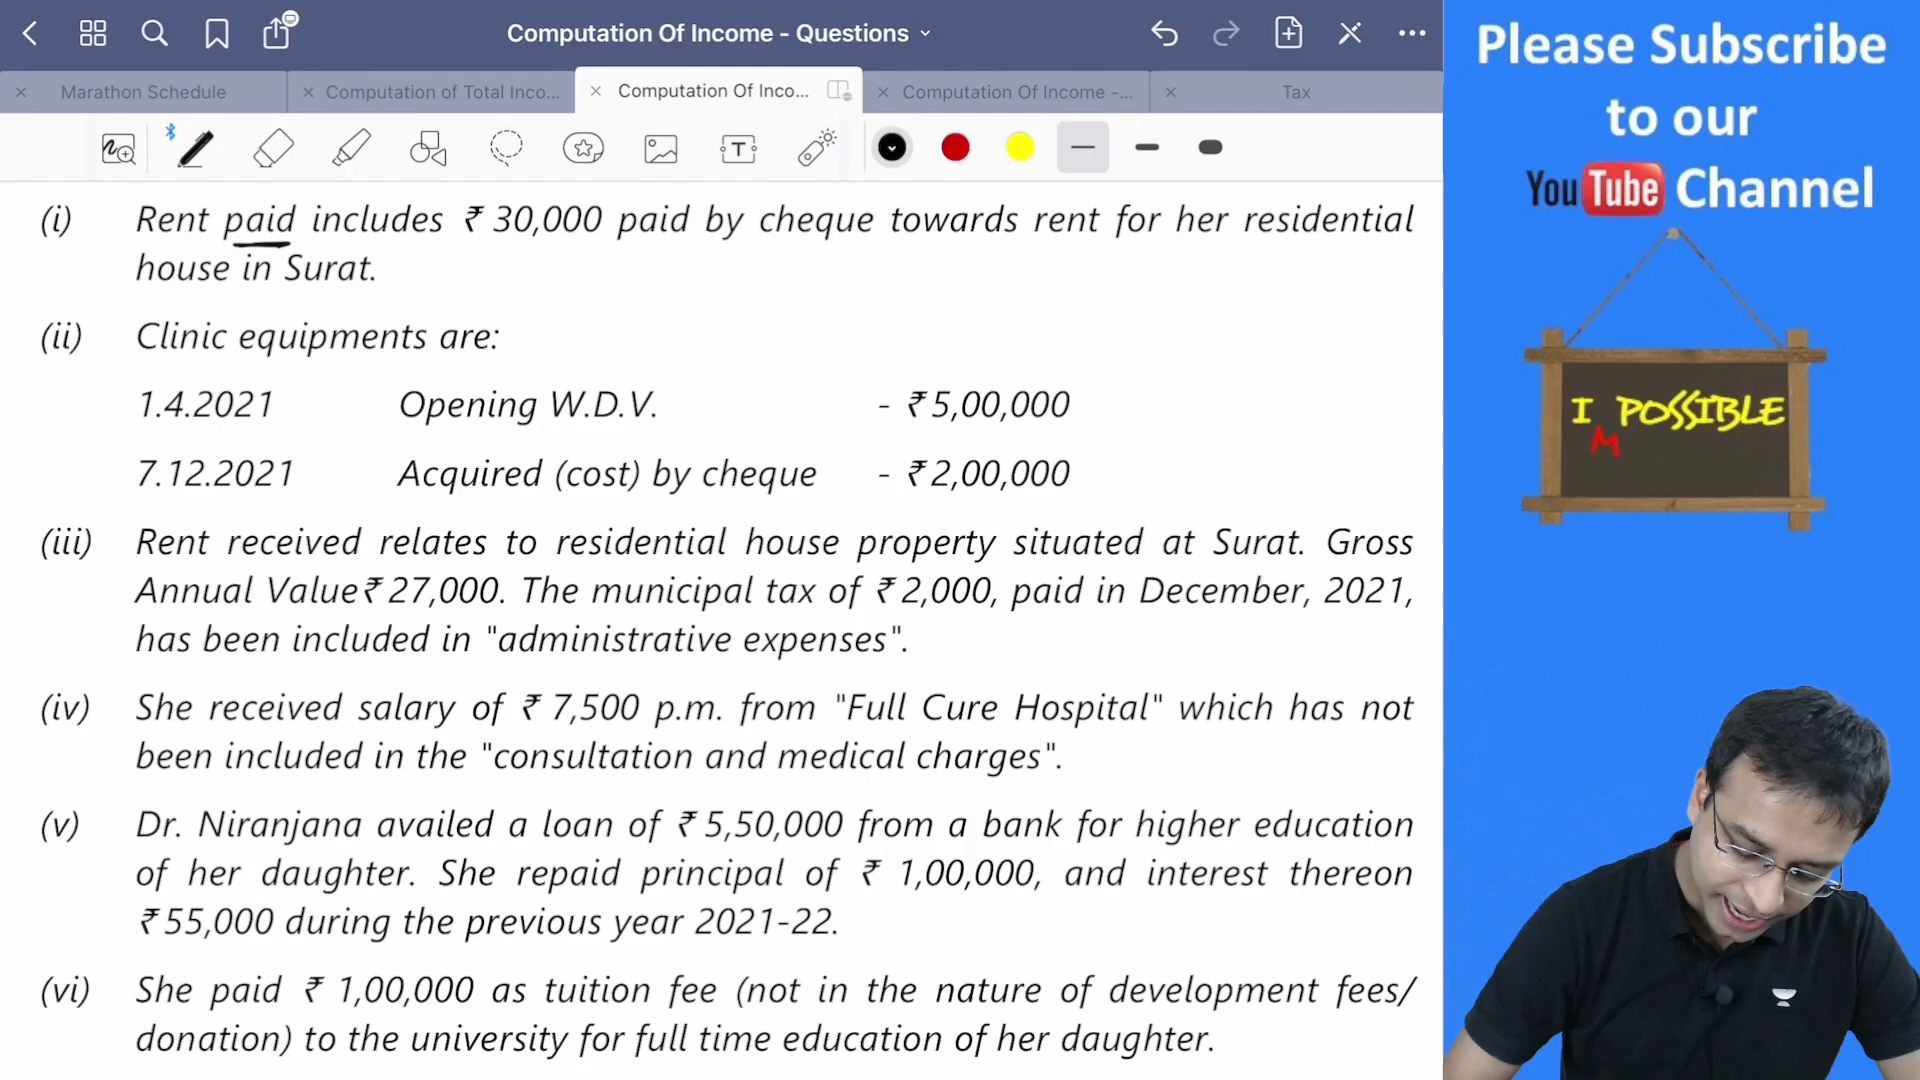 Computation Of Income - Questions
Marathon Schedule
Computation of Total Inco...
Computation Of Inco...
Computation Of Income -...
Tax
(i) Rent paid includes ₹ 30,000 paid by cheque towards rent for her residential
house in Surat.
(ii) Clinic equipments are:
1.4.2021 Opening W.D.V. - ₹ 5,00,000
7.12.2021 Acquired (cost) by cheque - ₹ 2,00,000
(iii) Rent received relates to residential house property situated at Surat. Gross
Annual Value ₹ 27,000. The municipal tax of ₹ 2,000, paid in December, 2021,
has been included in "administrative expenses".
(iv) She received salary of ₹ 7,500 p.m. from "Full Cure Hospital" which has not
been included in the "consultation and medical charges".
(v) Dr. Niranjana availed a loan of ₹ 5,50,000 from a bank for higher education
of her daughter. She repaid principal of ₹ 1,00,000, and interest thereon
₹ 55,000 during the previous year 2021-22.
(vi) She paid ₹ 1,00,000 as tuition fee (not in the nature of development fees/
donation) to the university for full time education of her daughter.
Please Subscribe
to our
YouTube Channel
I POSSIBLE
M